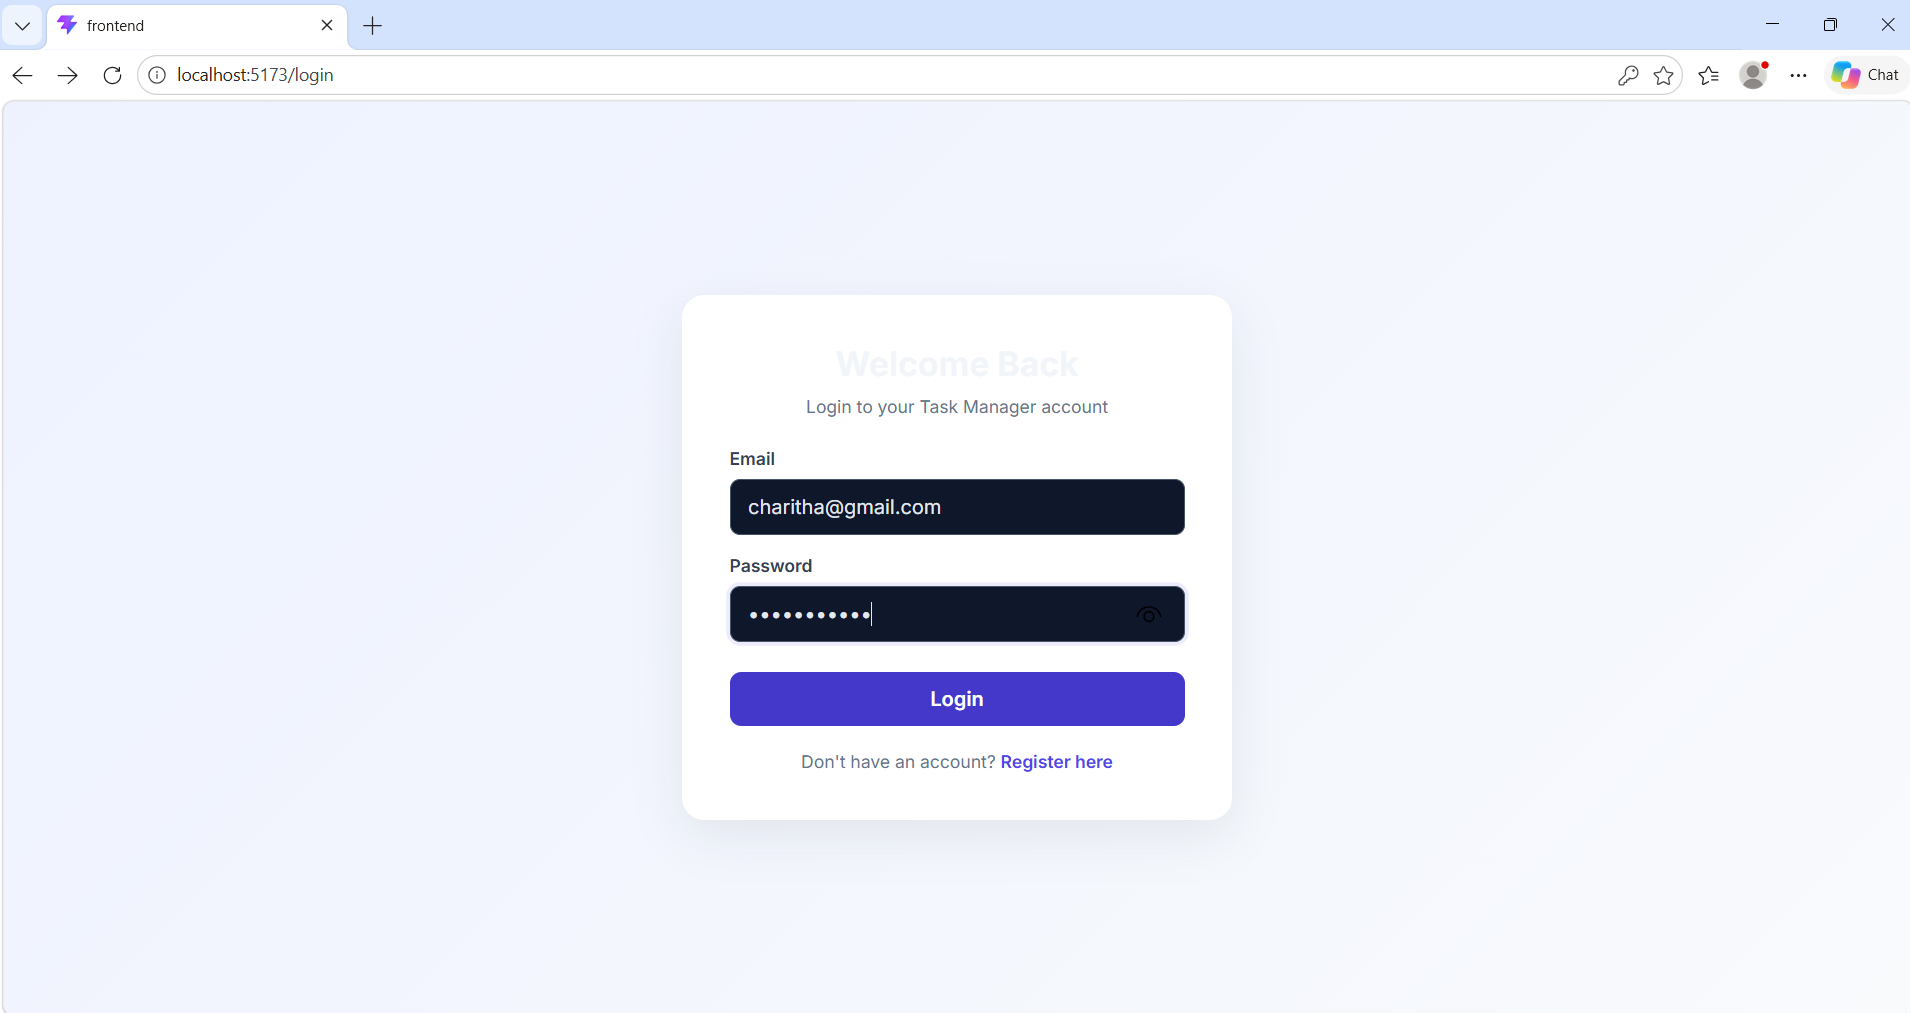 frontend
localhost:5173/login
Chat
Welcome Back
Login to your Task Manager account
Email
charitha@gmail.com
Password
•••••••••••
Login
Don't have an account? Register here